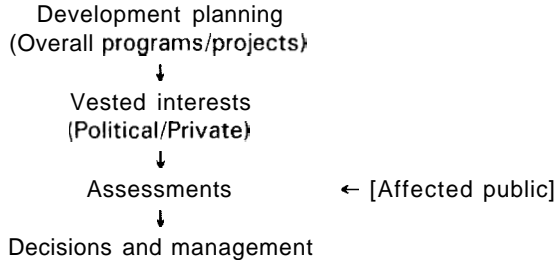 Development planning
(Overall programs/projects)
↓
Vested interests
(Political/Private)
↓
Assessments ← [Affected public]
↓
Decisions and management